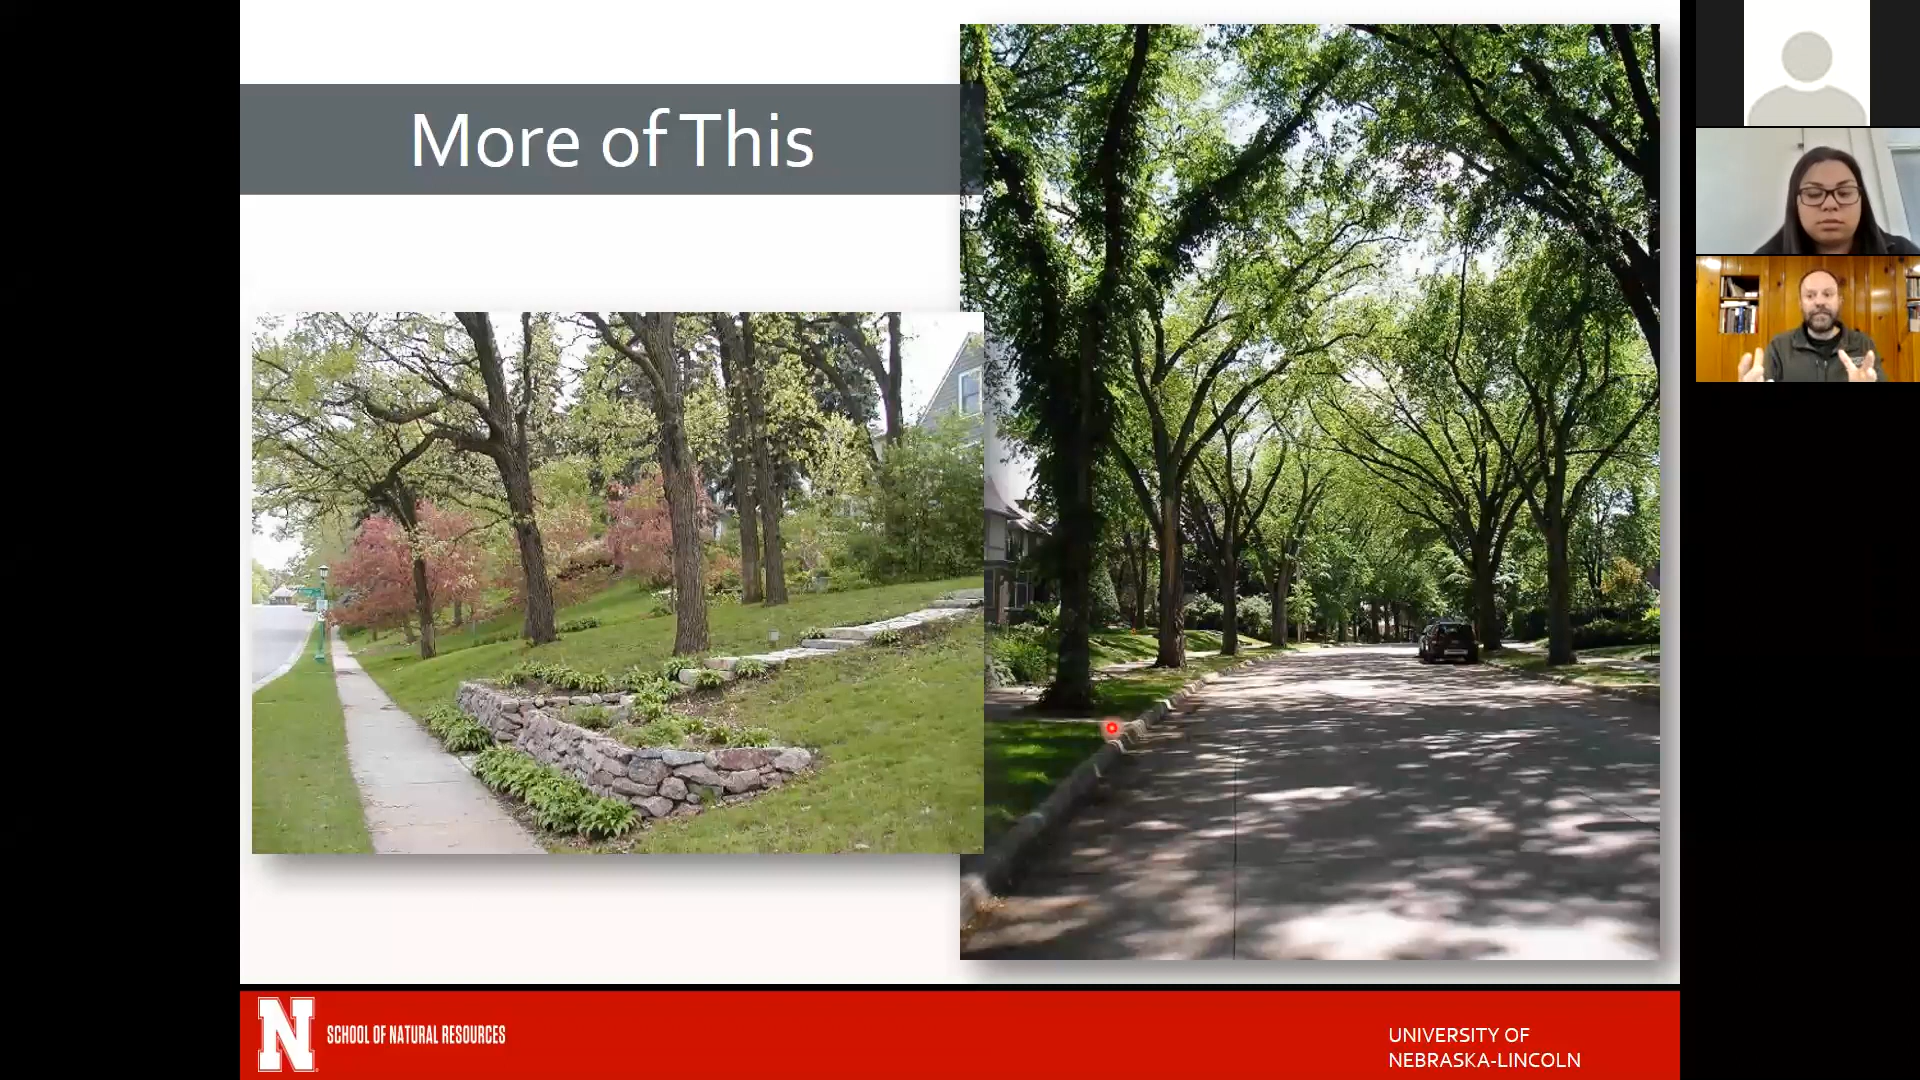 More of This
N
SCHOOL OF NATURAL RESOURCES
UNIVERSITY OF
NEBRASKA-LINCOLN